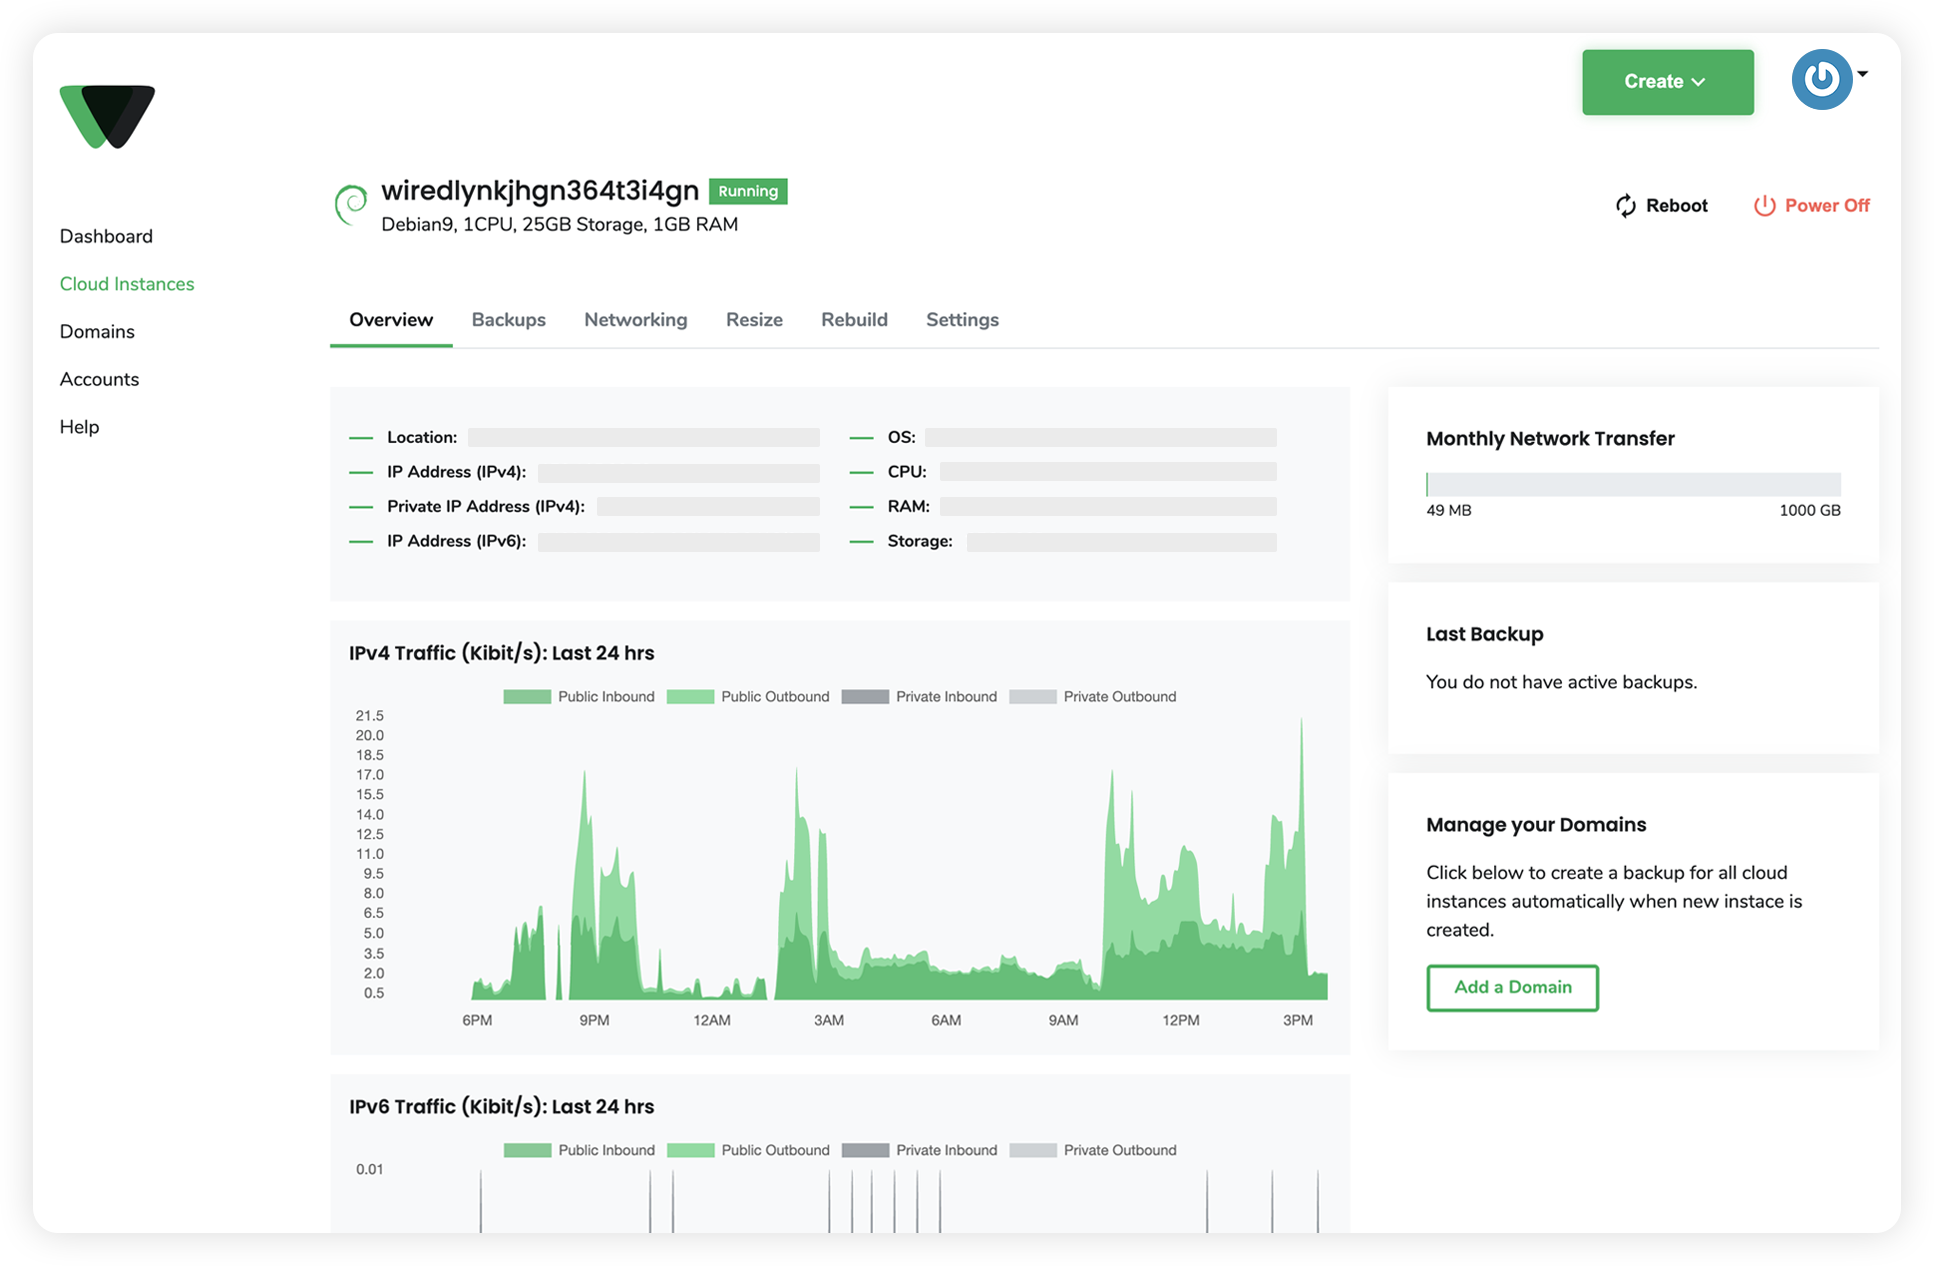 Create
wiredlynkjhgn364t3i4gn Running
Debian9, 1CPU, 25GB Storage, 1GB RAM
Reboot
Power Off
Dashboard
Cloud Instances
Domains
Accounts
Help
Overview Backups Networking Resize Rebuild Settings
Location:
IP Address (IPv4):
Private IP Address (IPv4):
IP Address (IPv6):
OS:
CPU:
RAM:
Storage:
Monthly Network Transfer
49 MB 1000 GB
Last Backup
You do not have active backups.
Manage your Domains
Click below to create a backup for all cloud
instances automatically when new instace is
created.
Add a Domain
IPv4 Traffic (Kibit/s): Last 24 hrs
Public Inbound Public Outbound Private Inbound Private Outbound
21.5
20.0
18.5
17.0
15.5
14.0
12.5
11.0
9.5
8.0
6.5
5.0
3.5
2.0
0.5
6PM 9PM 12AM 3AM 6AM 9AM 12PM 3PM
IPv6 Traffic (Kibit/s): Last 24 hrs
Public Inbound Public Outbound Private Inbound Private Outbound
0.01